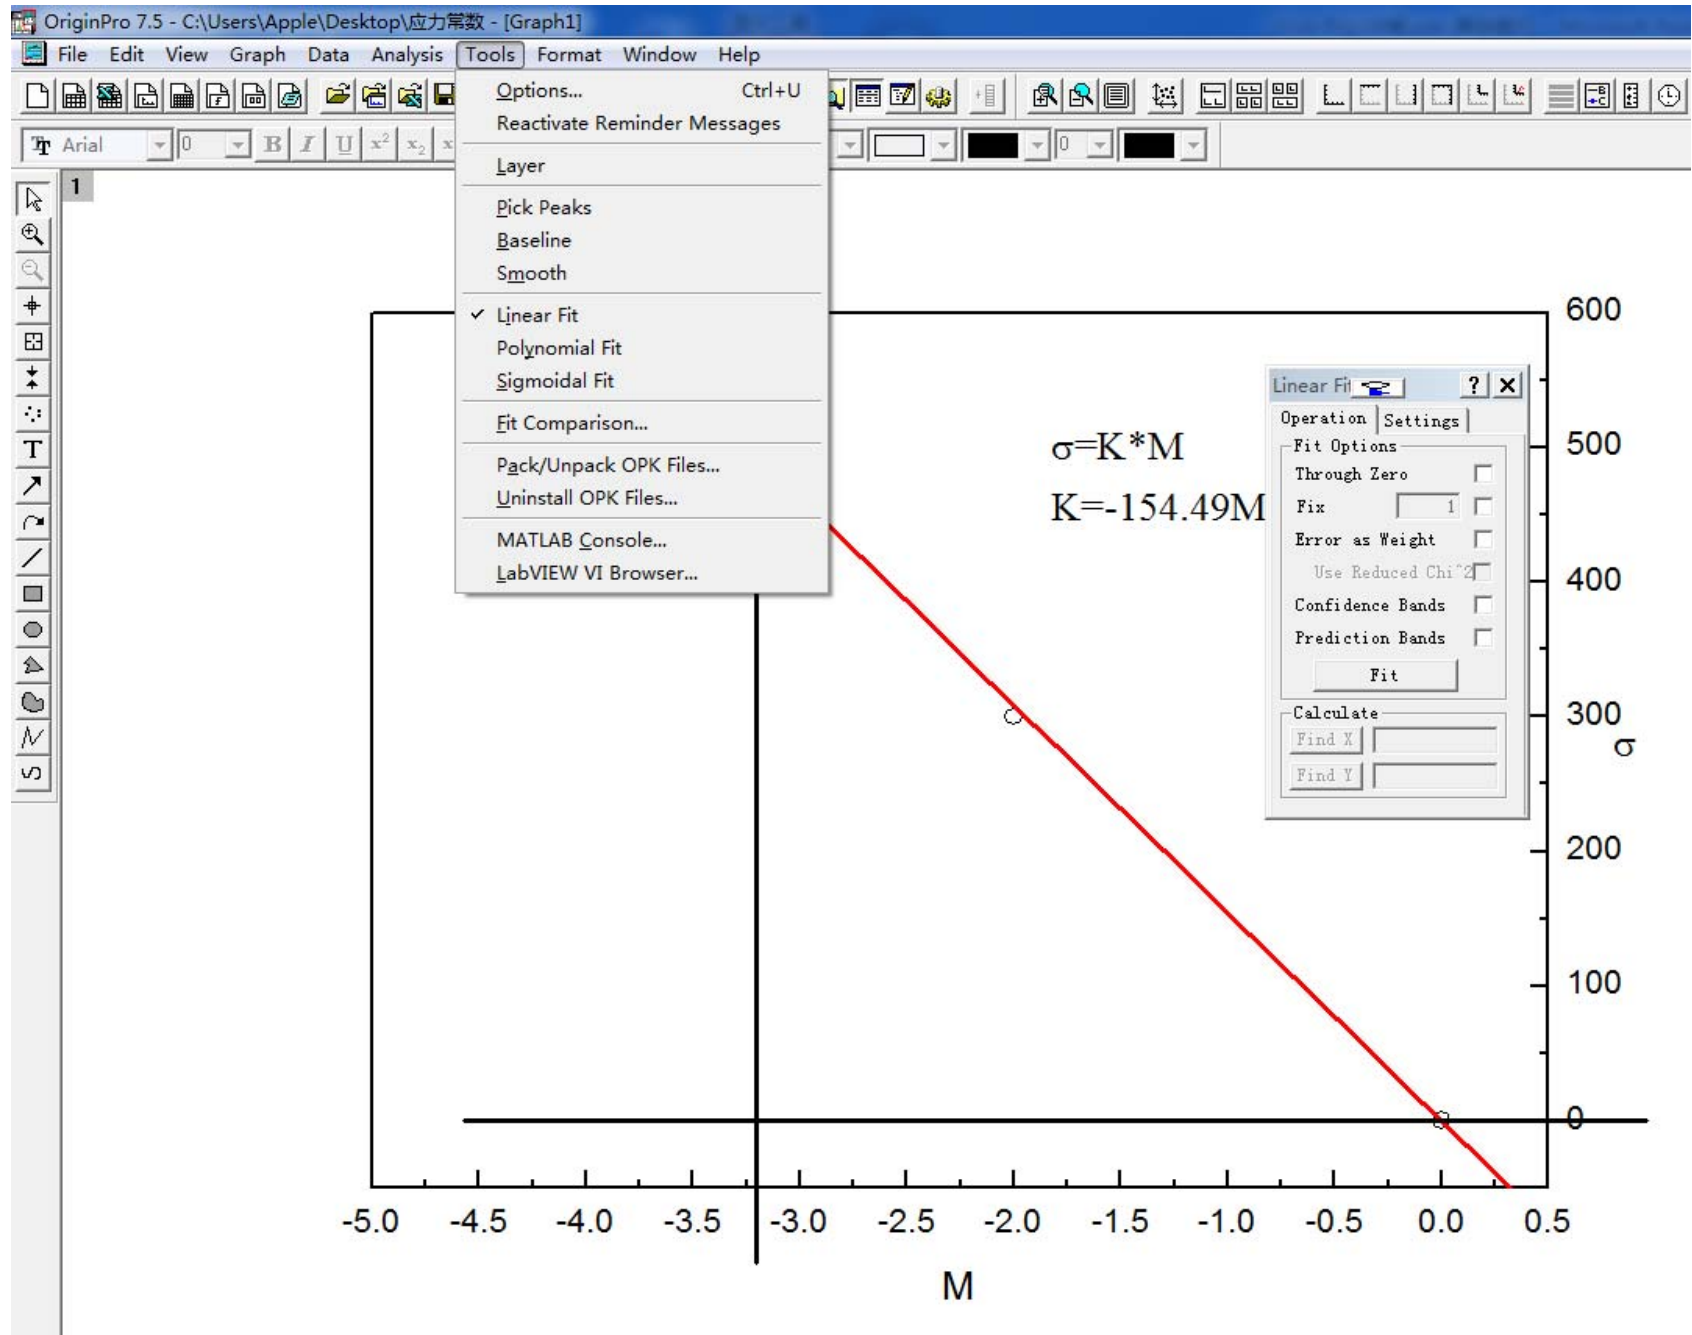 OriginPro 7.5 - C:\Users\Apple\Desktop\应力常数 - [Graph1]
File Edit View Graph Data Analysis Tools Format Window Help
Options... Ctrl+U
Reactivate Reminder Messages
Layer
Pick Peaks
Baseline
Smooth
Linear Fit
Polynomial Fit
Sigmoidal Fit
Fit Comparison...
Pack/Unpack OPK Files...
Uninstall OPK Files...
MATLAB Console...
LabVIEW VI Browser...
Arial 0 B I U x² x₂
0
1
σ=K*M
K=-154.49M
Linear Fi
Operation Settings
Fit Options
Through Zero
Fix 1
Error as Weight
Use Reduced Chi^2
Confidence Bands
Prediction Bands
Fit
Calculate
Find X
Find Y
600
500
400
300
200
100
0
σ
-5.0 -4.5 -4.0 -3.5 -3.0 -2.5 -2.0 -1.5 -1.0 -0.5 0.0 0.5
M